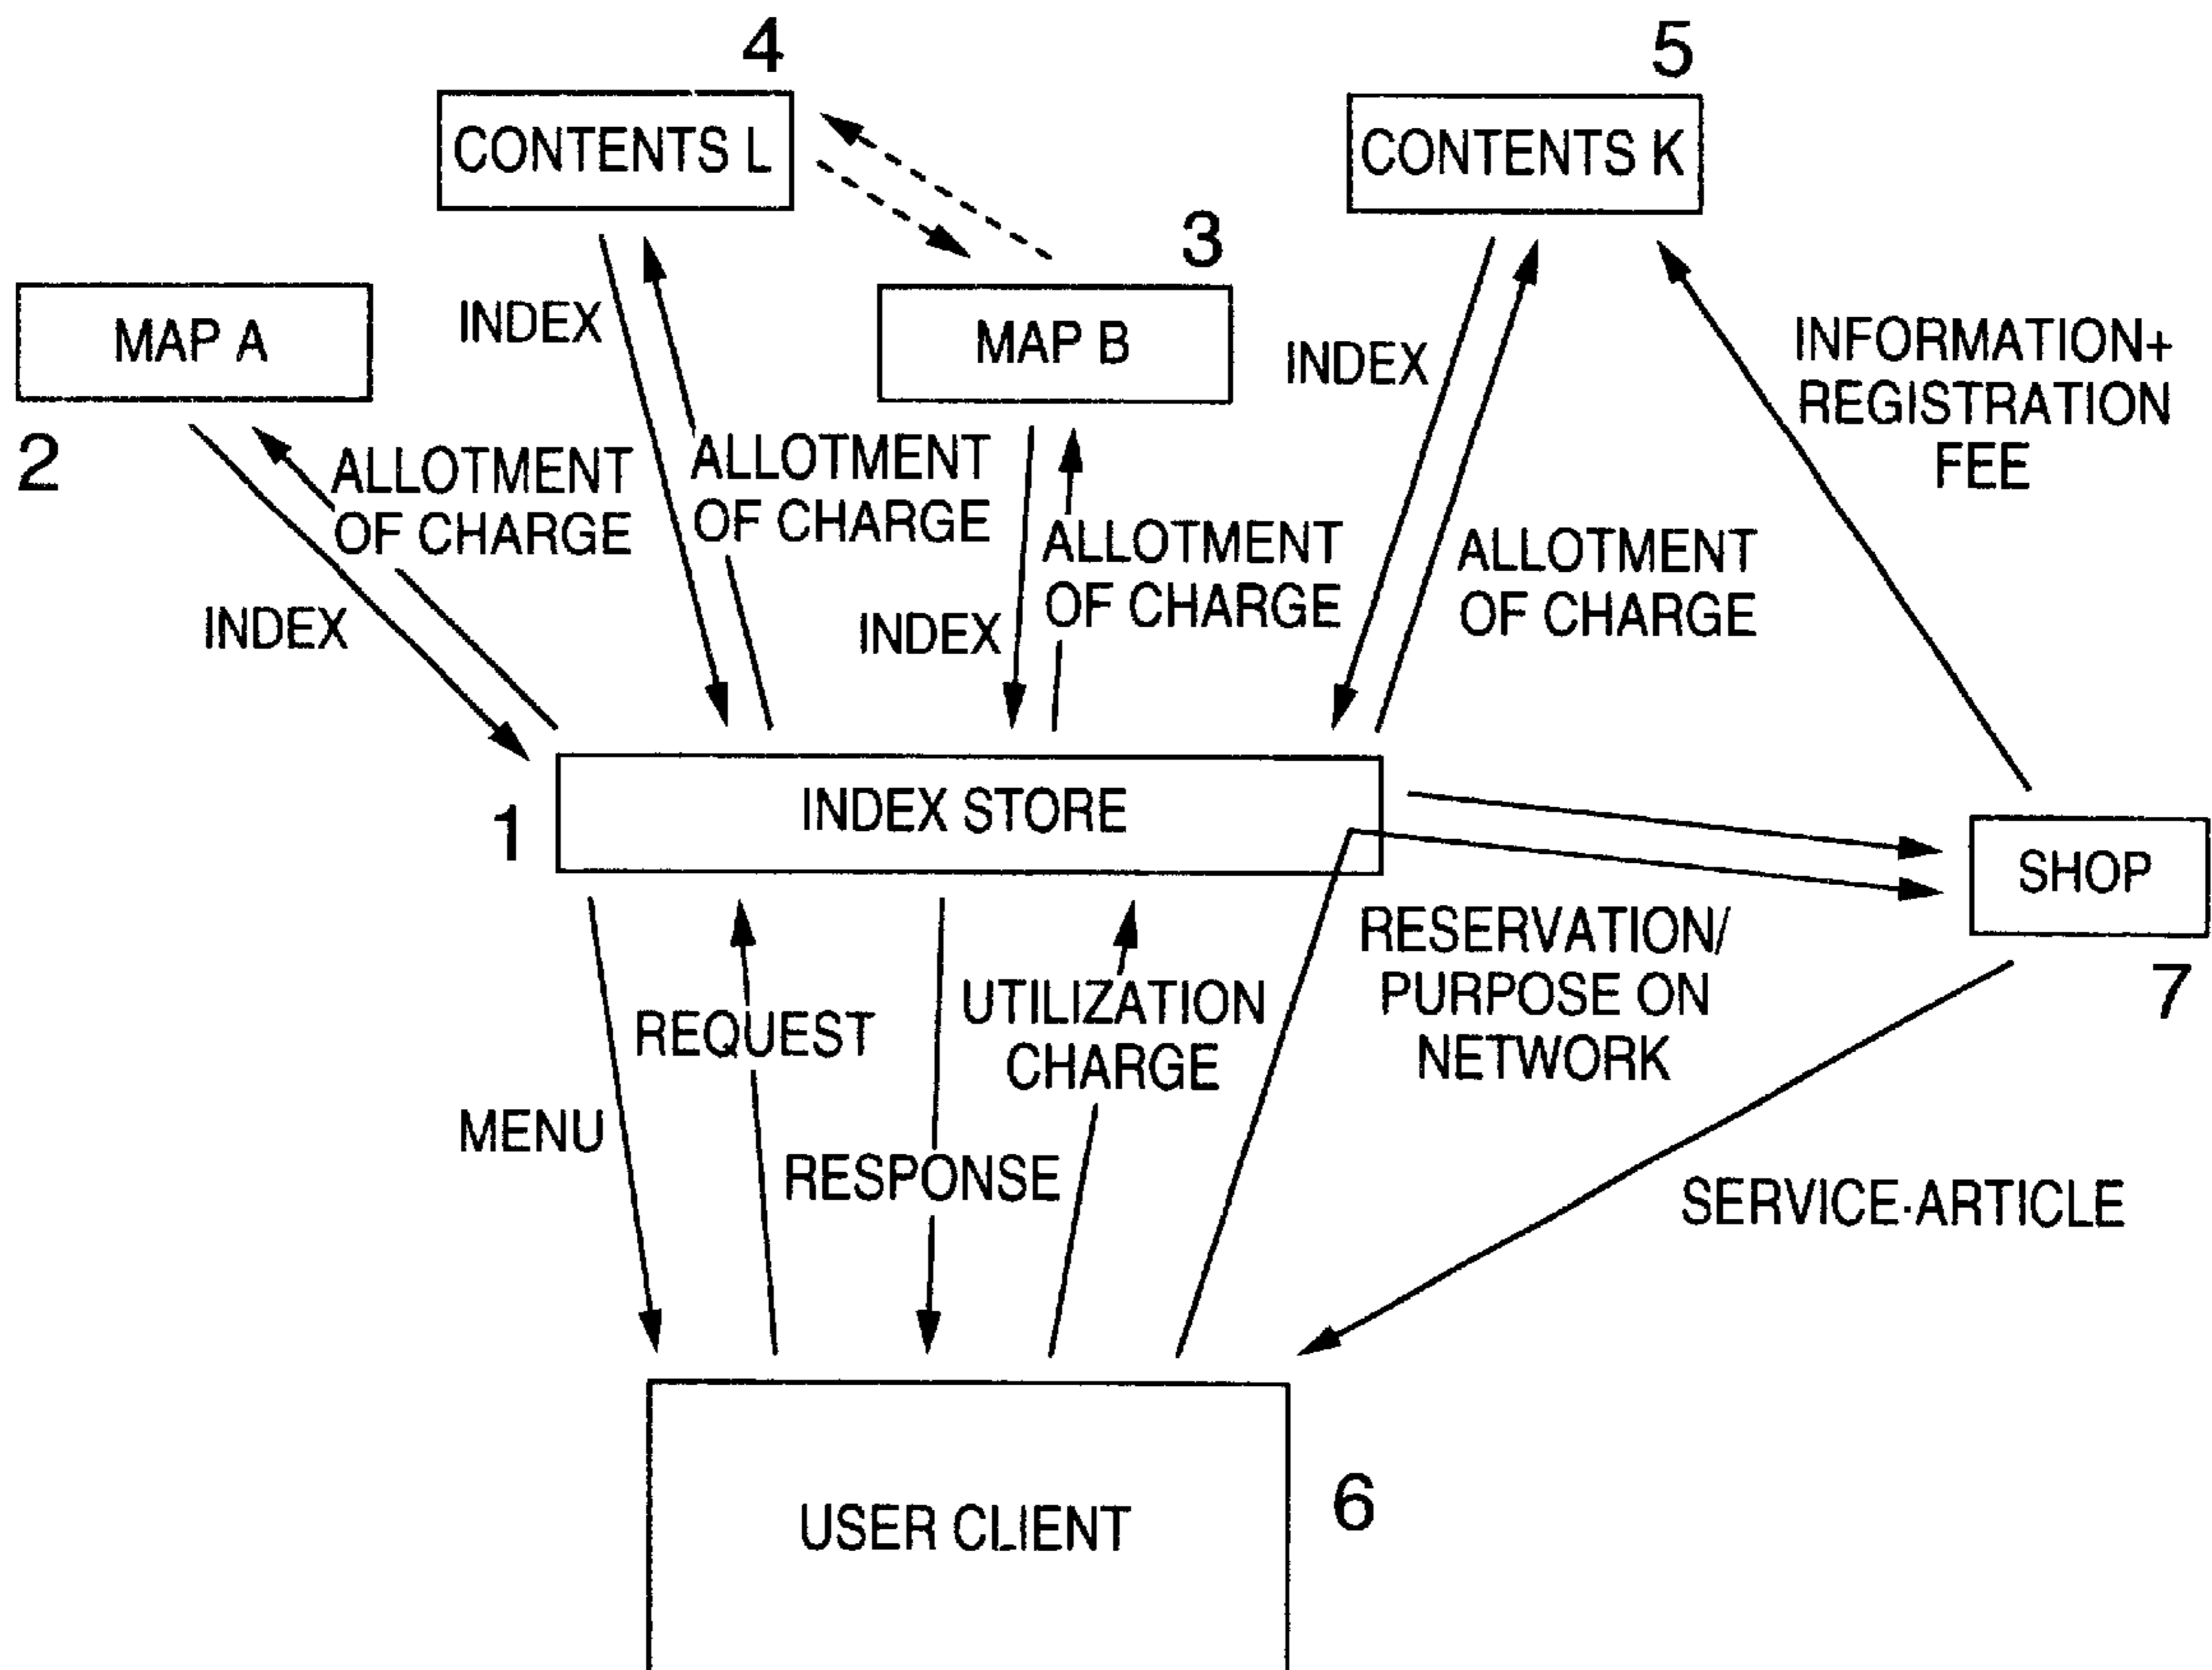 4
5
CONTENTS L
CONTENTS K
3
MAP A
INDEX
MAP B
INDEX
INFORMATION+
REGISTRATION
FEE
2
ALLOTMENT
OF CHARGE
ALLOTMENT
OF CHARGE
ALLOTMENT
OF CHARGE
ALLOTMENT
OF CHARGE
INDEX
INDEX
1
INDEX STORE
SHOP
7
RESERVATION/
PURPOSE ON
NETWORK
REQUEST
UTILIZATION
CHARGE
MENU
RESPONSE
SERVICE·ARTICLE
USER CLIENT
6